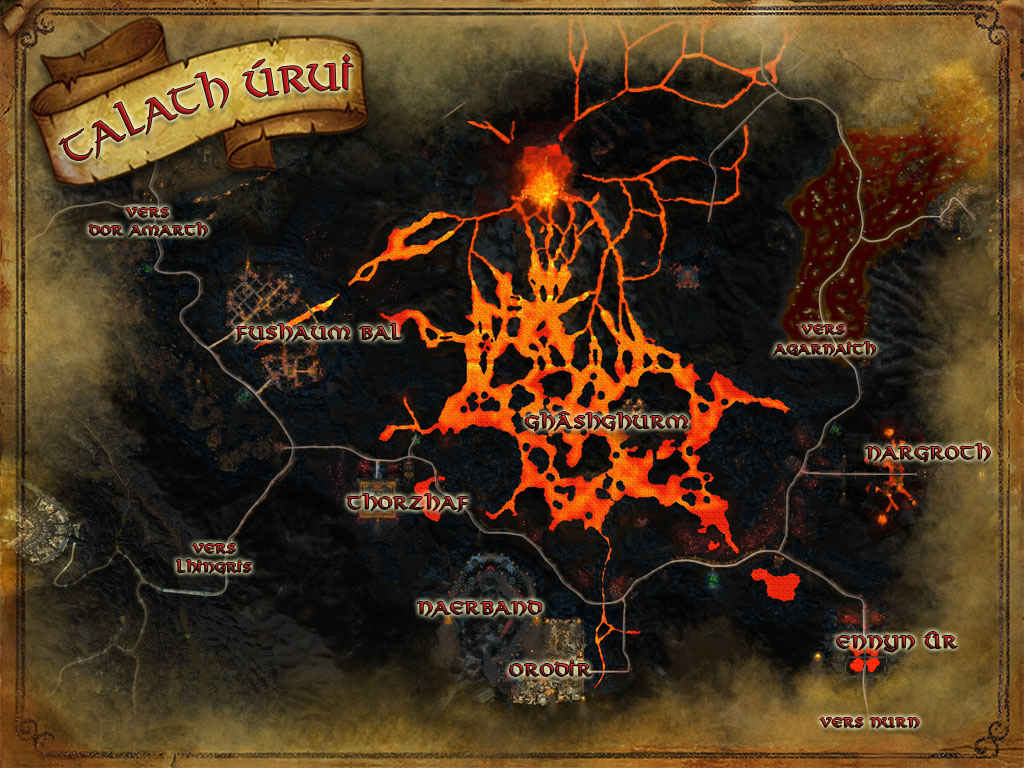 TALATH ÚRUI
VERS
DOR AMARTH
FUSHAUM BAL
VERS
AGARNAITH
GHÂSHGHURM
NARGROTH
THORZHAF
VERS
LHINGRIS
NAERBAND
ENNYN ÛR
ORODIR
VERS NURN